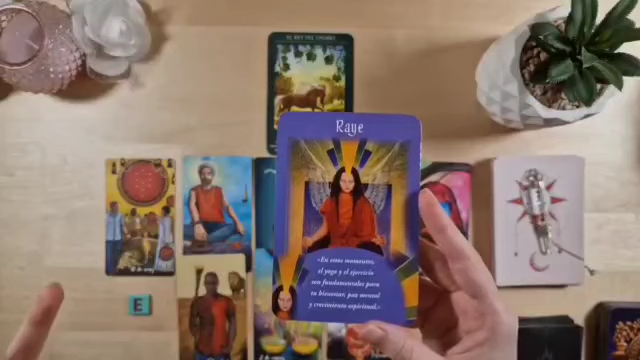 Raye
«En estos momentos,
el yoga y el ejercicio
son fundamentales para
tu bienestar, paz mental
y crecimiento espiritual.»
E